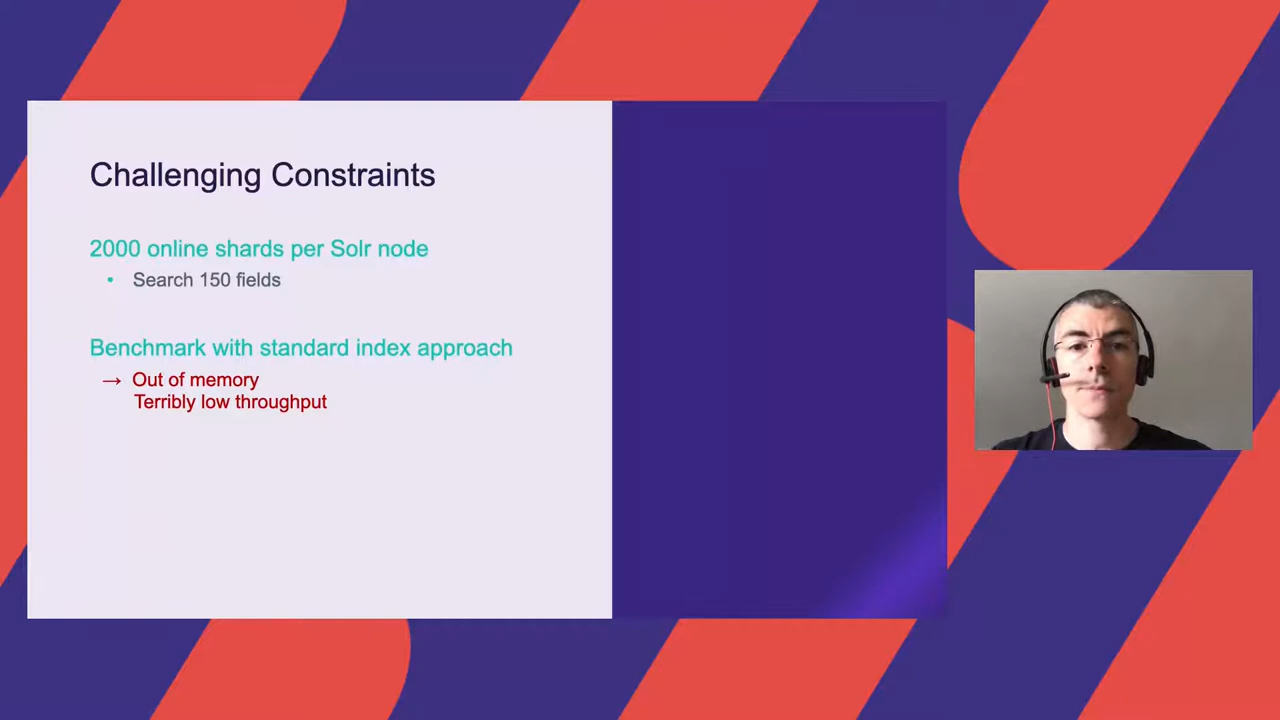 Challenging Constraints
2000 online shards per Solr node
• Search 150 fields
Benchmark with standard index approach
→ Out of memory
Terribly low throughput